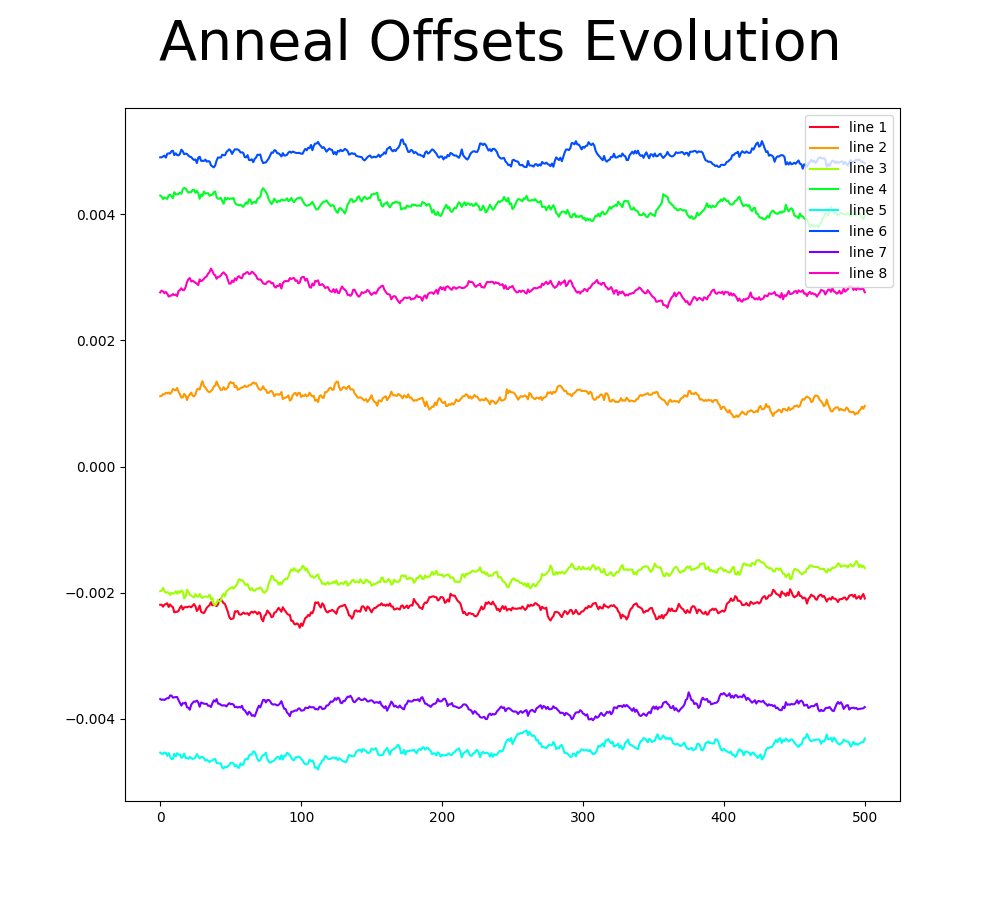 Anneal Offsets Evolution
line 1
line 2
line 3
line 4
line 5
line 6
line 7
line 8
0.004
0.002
0.000
−0.002
−0.004
0 100 200 300 400 500